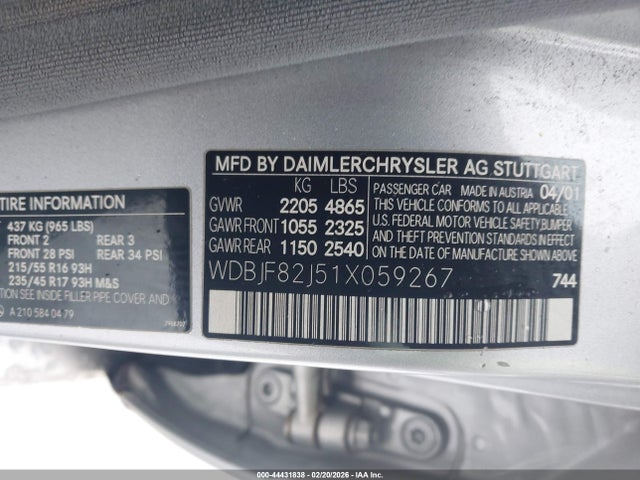 TIRE INFORMATION
437 KG (965 LBS)
FRONT 2 REAR 3
FRONT 28 PSI REAR 34 PSI
215/55 R16 93H
235/45 R17 93H M&S
SEE INSIDE FILLER PIPE COVER AND
A 210 584 04 79
MFD BY DAIMLERCHRYSLER AG STUTTGART
KG LBS
GVWR 2205 4865
GAWR FRONT 1055 2325
GAWR REAR 1150 2540
PASSENGER CAR MADE IN AUSTRIA 04/01
THIS VEHICLE CONFORMS TO ALL APPLICABLE
U.S. FEDERAL MOTOR VEHICLE SAFETY,
BUMPER, AND THEFT PREVENTION STANDARDS
IN EFFECT ON THE DATE OF
MANUFACTURE SHOWN ABOVE.
WDBJF82J51X059267
744
000-44431838 - 02/20/2026 - IAA Inc.